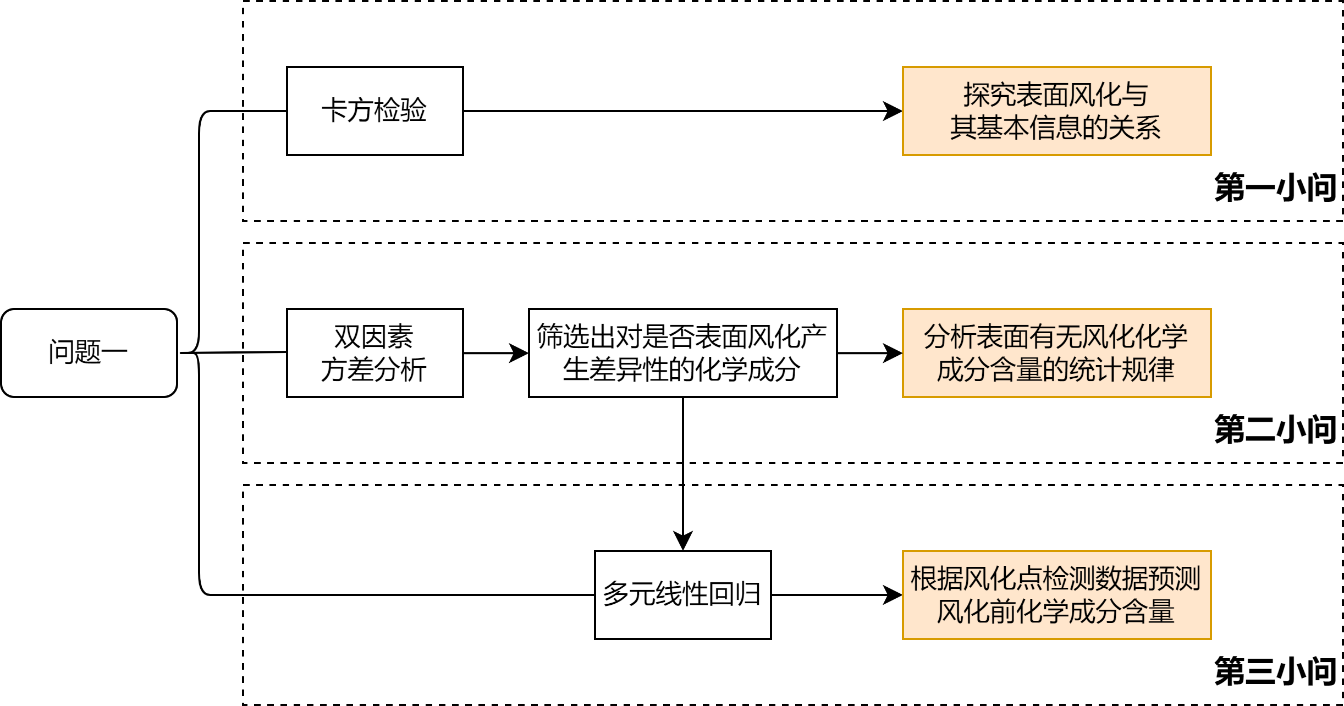 卡方检验
探究表面风化与
其基本信息的关系
第一小问
问题一
双因素
方差分析
筛选出对是否表面风化产
生差异性的化学成分
分析表面有无风化化学
成分含量的统计规律
第二小问
多元线性回归
根据风化点检测数据预测
风化前化学成分含量
第三小问